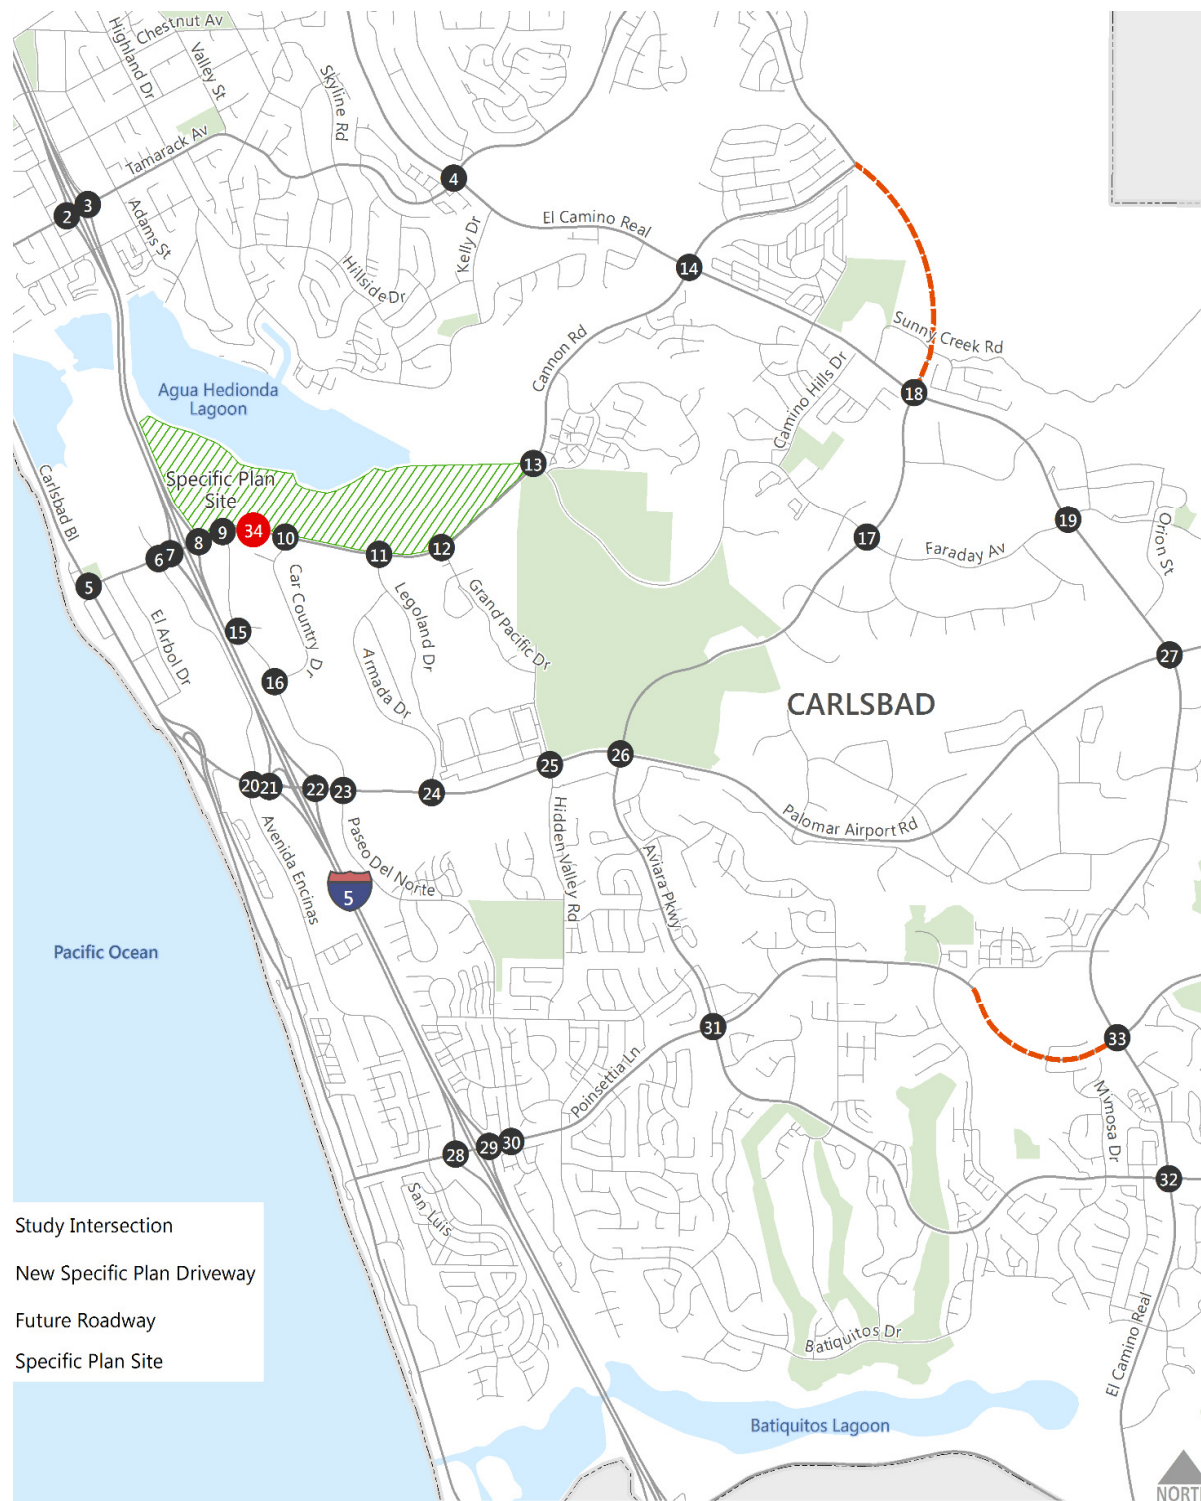 Chestnut Av
Highland Dr
Valley St
Skyline Rd
Tamarack Av
4
3
2
Adams St
El Camino Real
Kelly Dr
Hillside Dr
14
Sunny Creek Rd
Cannon Rd
Camino Hills Dr
Agua Hedionda
Lagoon
18
13
Specific Plan
Site
Carlsbad Bl
34
9
8
7
6
10
11
12
5
17
19
Orion St
Faraday Av
Car Country Dr
Legoland Dr
Grand Pacific Dr
El Arbol Dr
15
16
Armada Dr
27
CARLSBAD
20
21
22
23
24
25
26
Palomar Airport Rd
Hidden Valley Rd
Avenida Encinas
Paseo Del Norte
Aviara Pkwy
5
Pacific Ocean
31
33
Poinsettia Ln
Mimosa Dr
28
29
30
32
San Luis
Study Intersection
New Specific Plan Driveway
Future Roadway
Specific Plan Site
Batiquitos Dr
El Camino Real
Batiquitos Lagoon
NORT